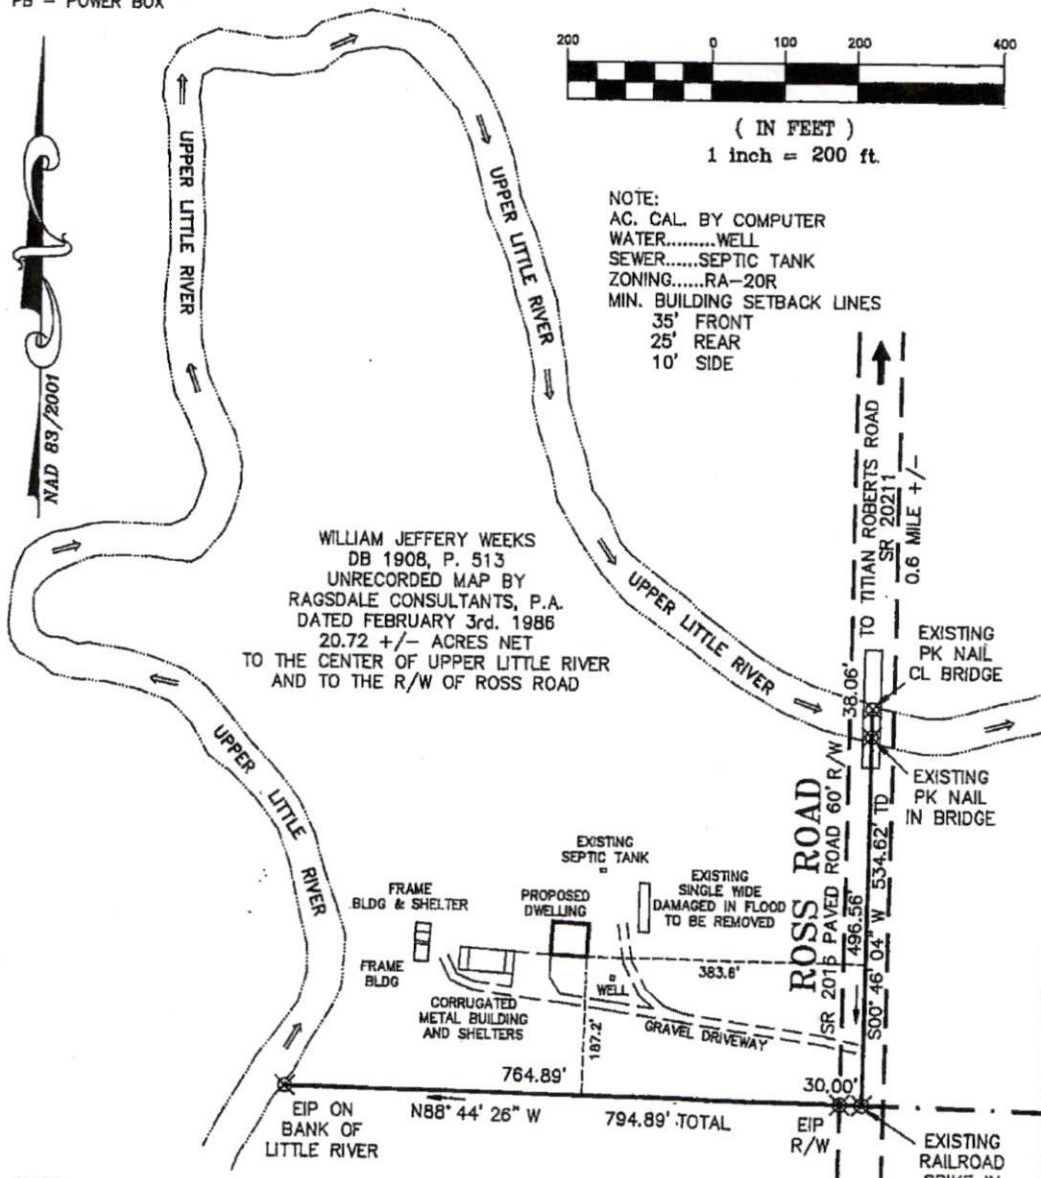 PB - POWER BOX
200 0 100 200 400
( IN FEET )
1 inch = 200 ft.
NOTE:
AC. CAL. BY COMPUTER
WATER.........WELL
SEWER......SEPTIC TANK
ZONING......RA-20R
MIN. BUILDING SETBACK LINES
35' FRONT
25' REAR
10' SIDE
NAD 83/2001
UPPER LITTLE RIVER
UPPER LITTLE RIVER
UPPER LITTLE RIVER
UPPER LITTLE RIVER
WILLIAM JEFFERY WEEKS
DB 1908, P. 513
UNRECORDED MAP BY
RAGSDALE CONSULTANTS, P.A.
DATED FEBRUARY 3rd. 1986
20.72 +/- ACRES NET
TO THE CENTER OF UPPER LITTLE RIVER
AND TO THE R/W OF ROSS ROAD
TO TITIAN ROBERTS ROAD
SR 20211
0.6 MILE +/-
EXISTING
PK NAIL
CL BRIDGE
38.06'
EXISTING
PK NAIL
IN BRIDGE
ROSS ROAD
SR 2016 PAVED ROAD 60' R/W
496.56'
S00° 46' 04" W 534.62' TO
EXISTING
SEPTIC TANK
EXISTING
SINGLE WIDE
DAMAGED IN FLOOD
TO BE REMOVED
PROPOSED
DWELLING
FRAME
BLDG & SHELTER
FRAME
BLDG
CORRUGATED
METAL BUILDING
AND SHELTERS
WELL
383.6'
187.2'
GRAVEL DRIVEWAY
764.89'
N88° 44' 26" W
794.89' TOTAL
30.00'
EIP
R/W
EIP ON
BANK OF
LITTLE RIVER
EXISTING
RAILROAD
SPIKE IN